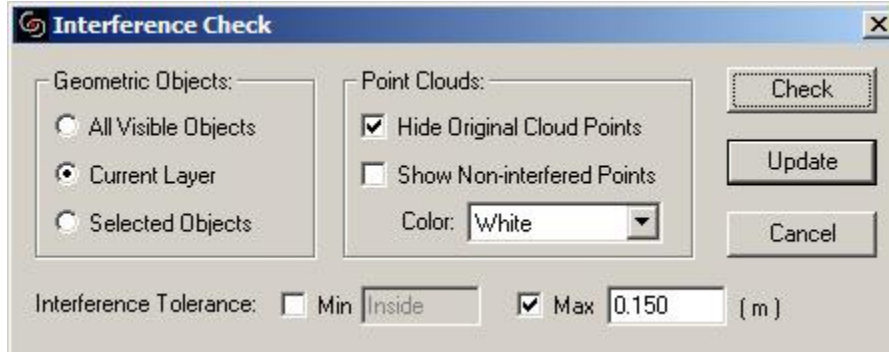 Interference Check
Geometric Objects:
All Visible Objects
Current Layer
Selected Objects
Point Clouds:
Hide Original Cloud Points
Show Non-interfered Points
Color: White
Check
Update
Cancel
Interference Tolerance: Min Inside Max 0.150 ( m )